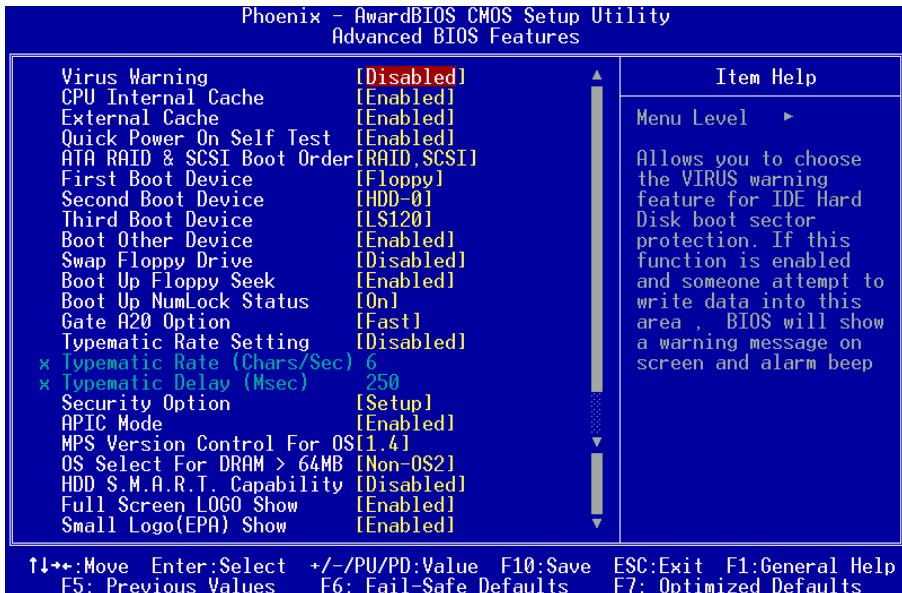 Phoenix - AwardBIOS CMOS Setup Utility
Advanced BIOS Features
Virus Warning [Disabled]
CPU Internal Cache [Enabled]
External Cache [Enabled]
Quick Power On Self Test [Enabled]
ATA RAID & SCSI Boot Order[RAID,SCSI]
First Boot Device [Floppy]
Second Boot Device [HDD-0]
Third Boot Device [LS120]
Boot Other Device [Enabled]
Swap Floppy Drive [Disabled]
Boot Up Floppy Seek [Enabled]
Boot Up NumLock Status [On]
Gate A20 Option [Fast]
Typematic Rate Setting [Disabled]
x Typematic Rate (Chars/Sec) 6
x Typematic Delay (Msec) 250
Security Option [Setup]
APIC Mode [Enabled]
MPS Version Control For OS[1.4]
OS Select For DRAM > 64MB [Non-OS2]
HDD S.M.A.R.T. Capability [Disabled]
Full Screen LOGO Show [Enabled]
Small Logo(EPA) Show [Enabled]
Item Help
Menu Level ►
Allows you to choose
the VIRUS warning
feature for IDE Hard
Disk boot sector
protection. If this
function is enabled
and someone attempt to
write data into this
area , BIOS will show
a warning message on
screen and alarm beep
↑↓→←:Move Enter:Select +/-/PU/PD:Value F10:Save ESC:Exit F1:General Help
F5: Previous Values F6: Fail-Safe Defaults F7: Optimized Defaults